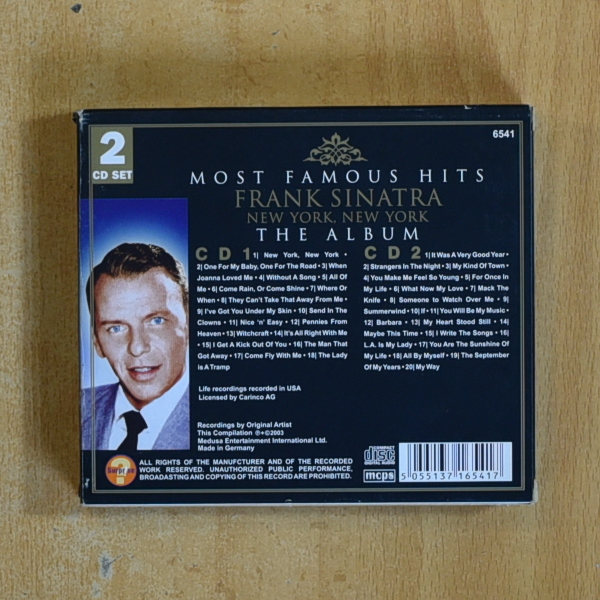 2
CD SET
6541
MOST FAMOUS HITS
FRANK SINATRA
NEW YORK, NEW YORK
THE ALBUM
CD 1 1| New York, New York •
2| One For My Baby, One For The Road • 3| When
Joanna Loved Me • 4| Without A Song • 5| All Of
Me • 6| Come Rain, Or Come Shine • 7| Where Or
When • 8| They Can't Take That Away From Me •
9| I've Got You Under My Skin • 10| Send In The
Clowns • 11| Nice 'n' Easy • 12| Pennies From
Heaven • 13| Witchcraft • 14| It's All Right With Me
• 15| I Get A Kick Out Of You • 16| The Man That
Got Away • 17| Come Fly With Me • 18| The Lady
is A Tramp
CD 2 1| It Was A Very Good Year •
2| Strangers In The Night • 3| My Kind Of Town •
4| You Make Me Feel So Young • 5| For Once In
My Life • 6| What Now My Love • 7| Mack The
Knife • 8| Someone to Watch Over Me • 9|
Summerwind • 10| If • 11| You Will Be My Music •
12| Barbara • 13| My Heart Stood Still • 14|
Maybe This Time • 15| I Write The Songs • 16|
L.A. Is My Lady • 17| You Are The Sunshine Of
My Life • 18| All By Myself • 19| The September
Of My Years • 20| My Way
Life recordings recorded in USA
Licensed by Carinco AG
Recordings by Original Artist
This Compilation ℗+©2003
Medusa Entertainment International Ltd.
Made in Germany
Surprise
?
ALL RIGHTS OF THE MANUFCTURER AND OF THE RECORDED
WORK RESERVED. UNAUTHORIZED PUBLIC PERFORMANCE,
BROADASTING AND COPYING OF THIS RECORD ARE PROHIBITED.
COMPACT
disc
DIGITAL AUDIO
mcps
5 055137 165417